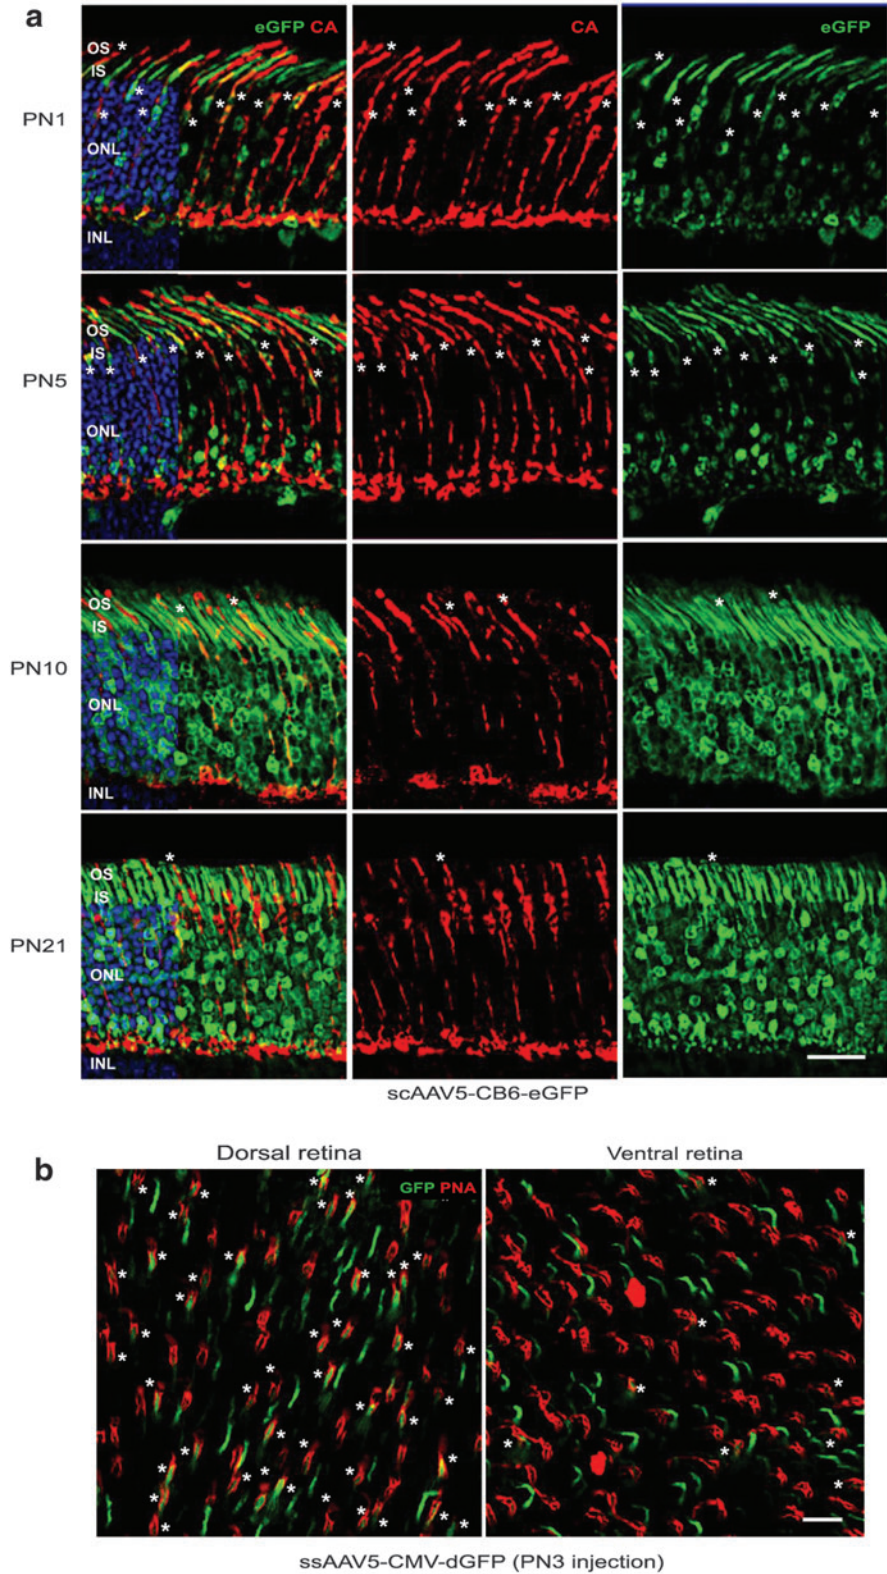 a
eGFP CA
CA
eGFP
OS *
IS
PN1
ONL
INL
OS
IS
PN5
ONL
OS
IS
PN10
ONL
INL
OS
IS
PN21
ONL
INL
scAAV5-CB6-eGFP
b
Dorsal retina
Ventral retina
GFP PNA
ssAAV5-CMV-dGFP (PN3 injection)